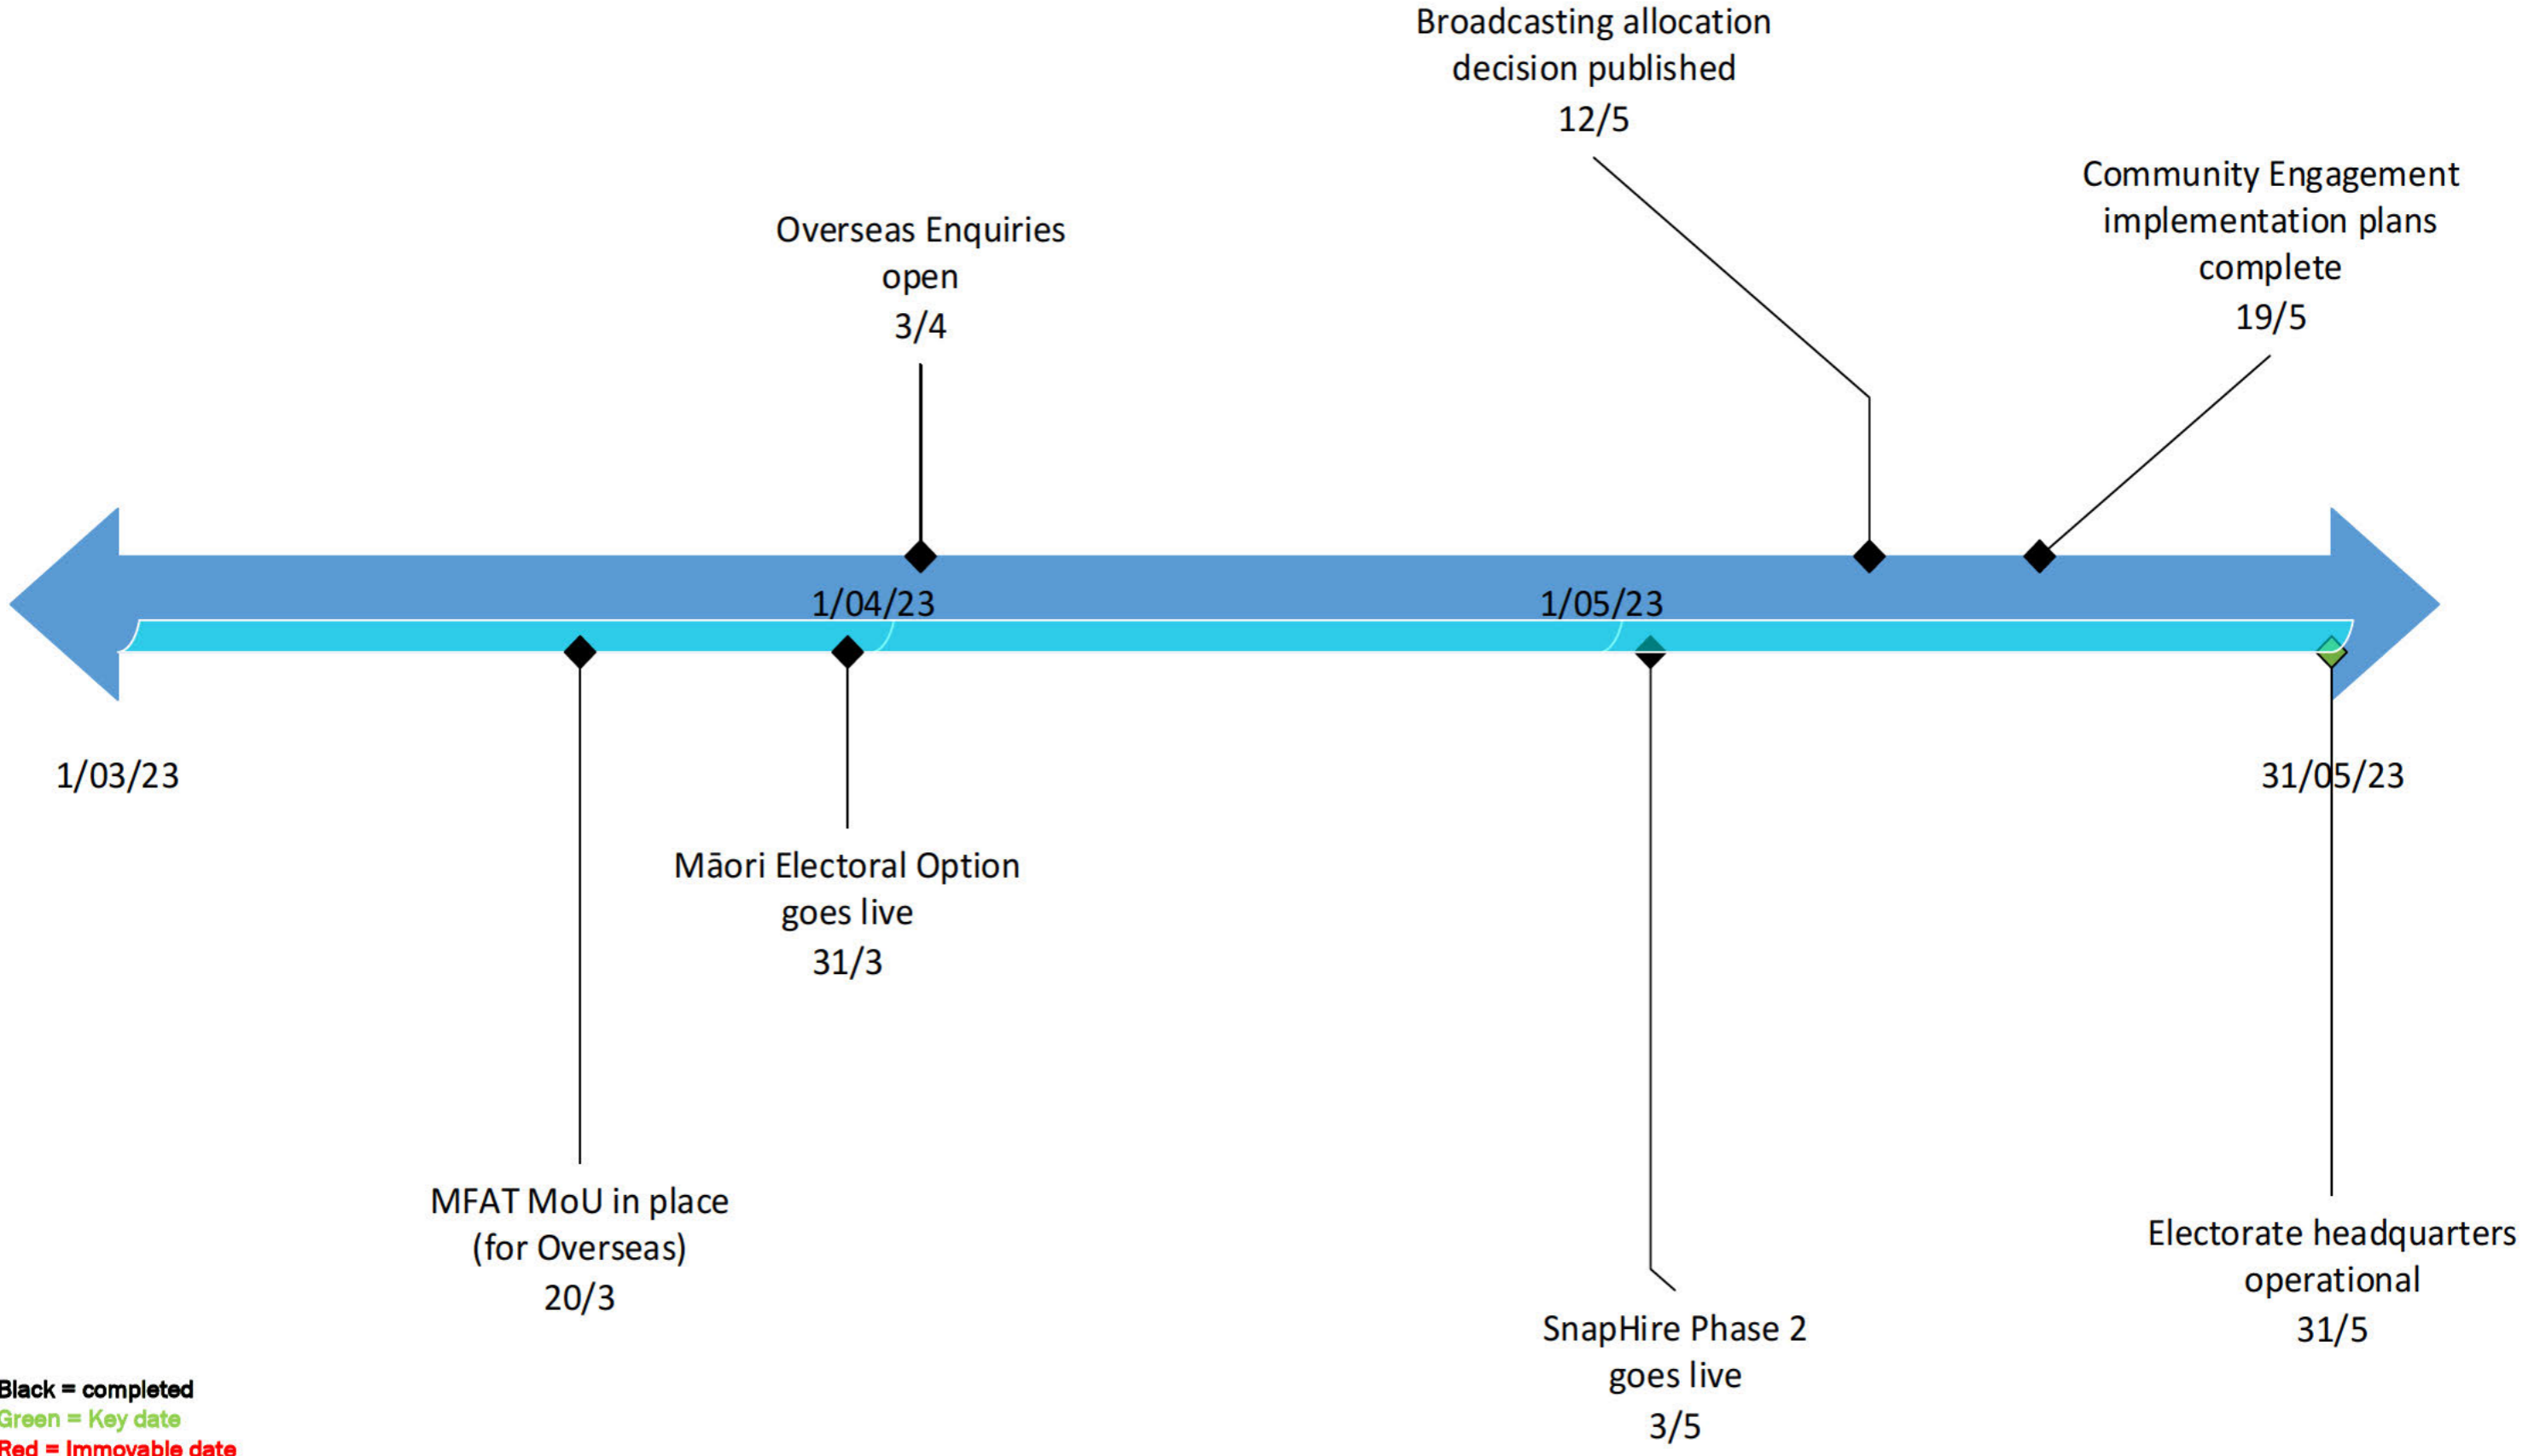 Broadcasting allocation
decision published
12/5
Community Engagement
implementation plans
complete
19/5
Overseas Enquiries
open
3/4
1/04/23
1/05/23
1/03/23
31/05/23
Māori Electoral Option
goes live
31/3
MFAT MoU in place
(for Overseas)
20/3
SnapHire Phase 2
goes live
3/5
Electorate headquarters
operational
31/5
Black = completed
Green = Key date
Red = Immovable date